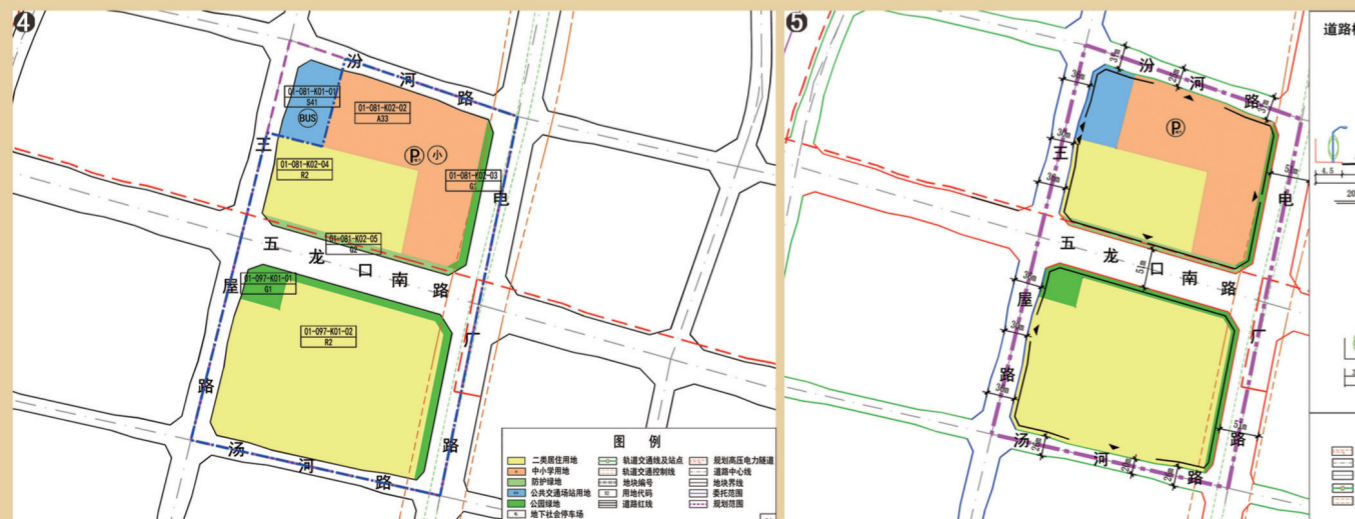 ④
汾河路
01-081-K01-01
S41
BUS
01-081-K02-02
A33
P
小
王屋路
01-081-K02-04
R2
01-081-K02-03
G1
电厂路
01-081-K02-05
G2
五龙口南路
01-097-K01-01
G1
01-097-K01-02
R2
汤河路
图例
二类居住用地
中小学用地
防护绿地
公共交通场站用地
公园绿地
地下社会停车场
轨道交通线及站点
轨道交通控制线
地块编号
用地代码
道路红线
规划高压电力隧道
道路中心线
地块界线
委托范围
规划范围
⑤
汾河路
P
王屋路
电厂路
五龙口南路
51m
51m
51m
汤河路
道路
4.5
20